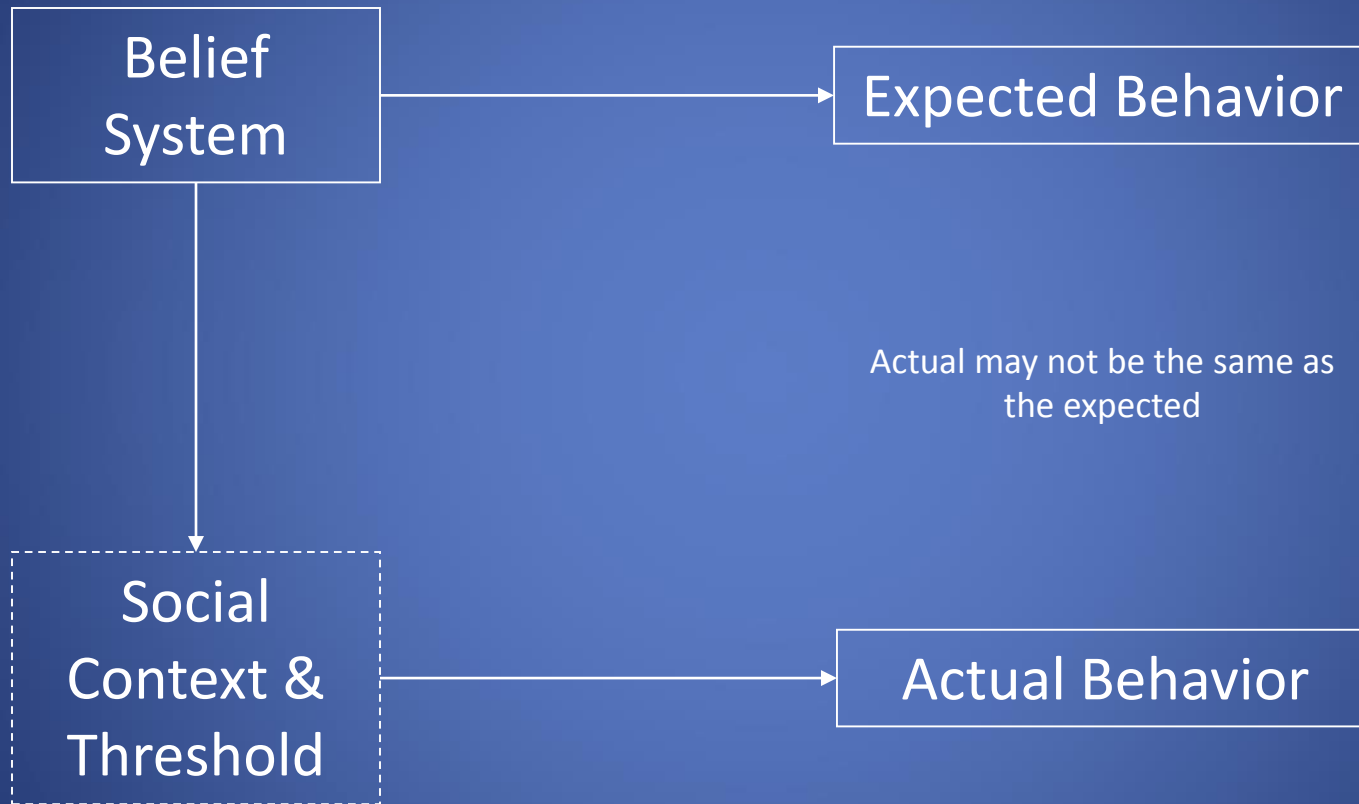 Belief
System
Expected Behavior
Actual may not be the same as
the expected
Social
Context &
Threshold
Actual Behavior